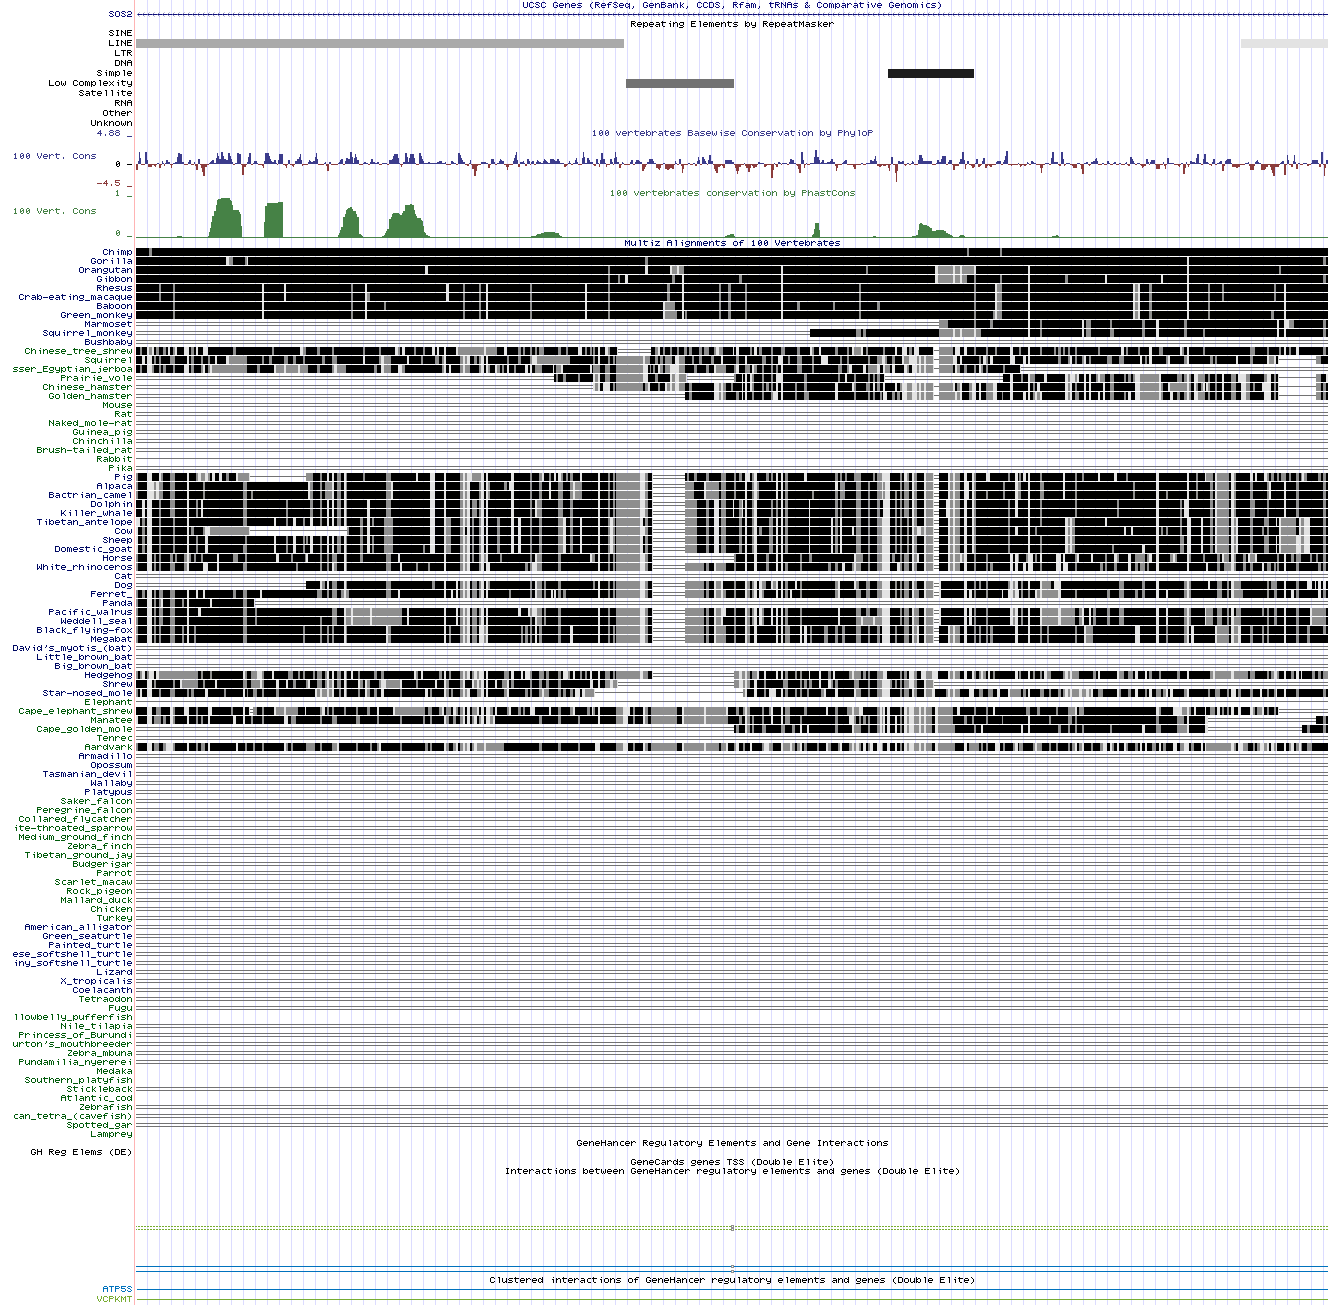 UCSC Genes (RefSeq, GenBank, CCDS, Rfam, tRNAs & Comparative Genomics)
SOS2
Repeating Elements by RepeatMasker
SINE
LINE
LTR
DNA
Simple
Low Complexity
Satellite
RNA
Other
Unknown
4.88 _
100 vertebrates Basewise Conservation by PhyloP
100 Vert. Cons
0 _
-4.5 _
100 vertebrates conservation by PhastCons
1 _
100 Vert. Cons
0 _
Multiz Alignments of 100 Vertebrates
Chimp
Gorilla
Orangutan
Gibbon
Rhesus
Crab-eating_macaque
Baboon
Green_monkey
Marmoset
Squirrel_monkey
Bushbaby
Chinese_tree_shrew
Squirrel
sser_Egyptian_jerboa
Prairie_vole
Chinese_hamster
Golden_hamster
Mouse
Rat
Naked_mole-rat
Guinea_pig
Chinchilla
Brush-tailed_rat
Rabbit
Pika
Pig
Alpaca
Bactrian_camel
Dolphin
Killer_whale
Tibetan_antelope
Cow
Sheep
Domestic_goat
Horse
White_rhinoceros
Cat
Dog
Ferret_
Panda
Pacific_walrus
Weddell_seal
Black_flying-fox
Megabat
David's_myotis_(bat)
Little_brown_bat
Big_brown_bat
Hedgehog
Shrew
Star-nosed_mole
Elephant
Cape_elephant_shrew
Manatee
Cape_golden_mole
Tenrec
Aardvark
Armadillo
Opossum
Tasmanian_devil
Wallaby
Platypus
Saker_falcon
Peregrine_falcon
Collared_flycatcher
ite-throated_sparrow
Medium_ground_finch
Zebra_finch
Tibetan_ground_jay
Budgerigar
Parrot
Scarlet_macaw
Rock_pigeon
Mallard_duck
Chicken
Turkey
American_alligator
Green_seaturtle
Painted_turtle
ese_softshell_turtle
iny_softshell_turtle
Lizard
X_tropicalis
Coelacanth
Tetraodon
Fugu
llowbelly_pufferfish
Nile_tilapia
Princess_of_Burundi
urton's_mouthbreeder
Zebra_mbuna
Pundamilia_nyererei
Medaka
Southern_platyfish
Stickleback
Atlantic_cod
Zebrafish
can_tetra_(cavefish)
Spotted_gar
Lamprey
GeneHancer Regulatory Elements and Gene Interactions
GH Reg Elems (DE)
GeneCards genes TSS (Double Elite)
Interactions between GeneHancer regulatory elements and genes (Double Elite)
Clustered interactions of GeneHancer regulatory elements and genes (Double Elite)
ATP5S
VCPKMT